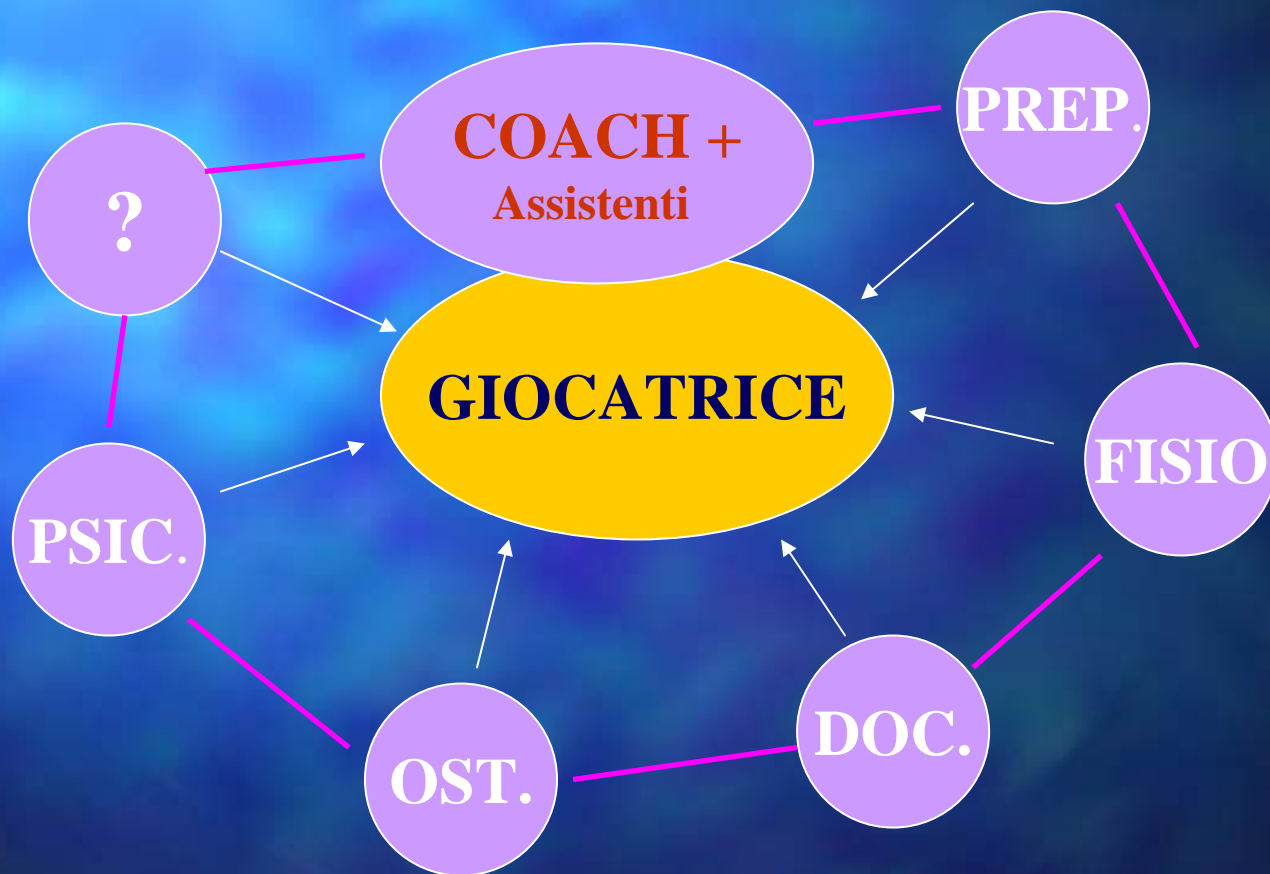 COACH +
Assistenti
PREP.
?
GIOCATRICE
FISIO
PSIC.
DOC.
OST.